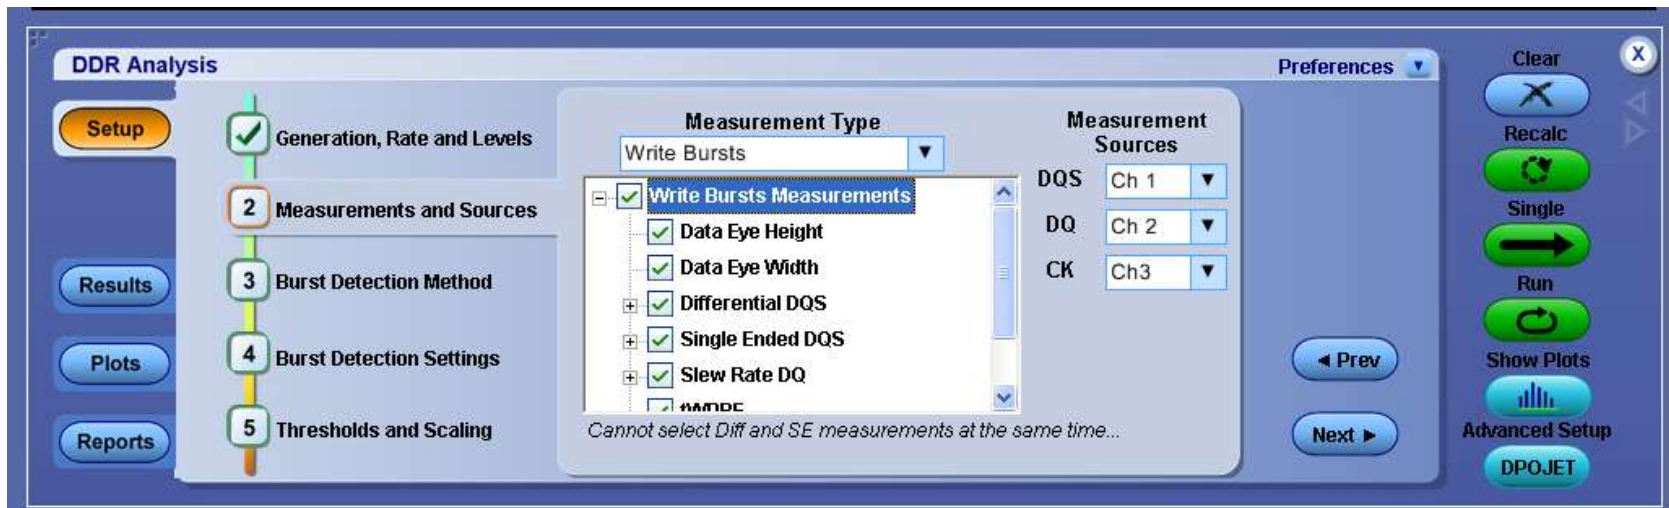 DDR Analysis
Preferences
Setup
Results
Plots
Reports
Generation, Rate and Levels
2 Measurements and Sources
3 Burst Detection Method
4 Burst Detection Settings
5 Thresholds and Scaling
Measurement Type
Write Bursts
Write Bursts Measurements
Data Eye Height
Data Eye Width
Differential DQS
Single Ended DQS
Slew Rate DQ
Cannot select Diff and SE measurements at the same time...
Measurement
Sources
DQS Ch 1
DQ Ch 2
CK Ch3
Prev
Next
X
Clear
Recalc
Single
Run
Show Plots
Advanced Setup
DPOJET